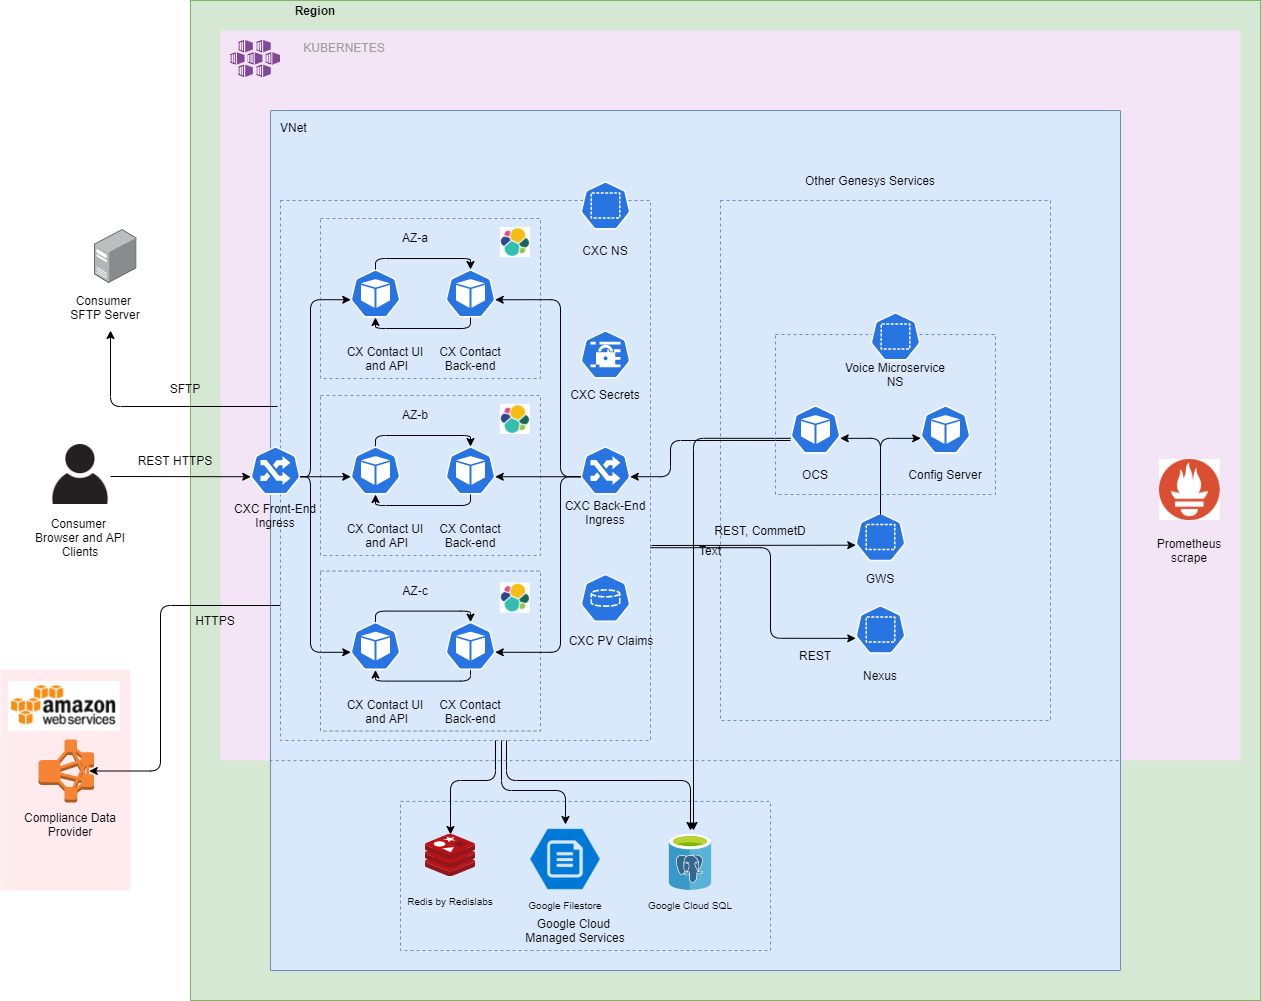 Region
KUBERNETES
VNet
Other Genesys Services
CXC NS
AZ-a
CX Contact UI
and API
CX Contact
Back-end
Consumer
SFTP Server
SFTP
CXC Secrets
Voice Microservice
NS
AZ-b
OCS
Config Server
REST HTTPS
CXC Front-End
Ingress
CXC Back-End
Ingress
CX Contact UI
and API
CX Contact
Back-end
Consumer
Browser and API
Clients
REST, CommetD
Text
GWS
Prometheus
scrape
AZ-c
HTTPS
CXC PV Claims
REST
Nexus
CX Contact UI
and API
CX Contact
Back-end
amazon
web services
Compliance Data
Provider
Redis by Redislabs
Google Filestore
Google Cloud SQL
Google Cloud
Managed Services